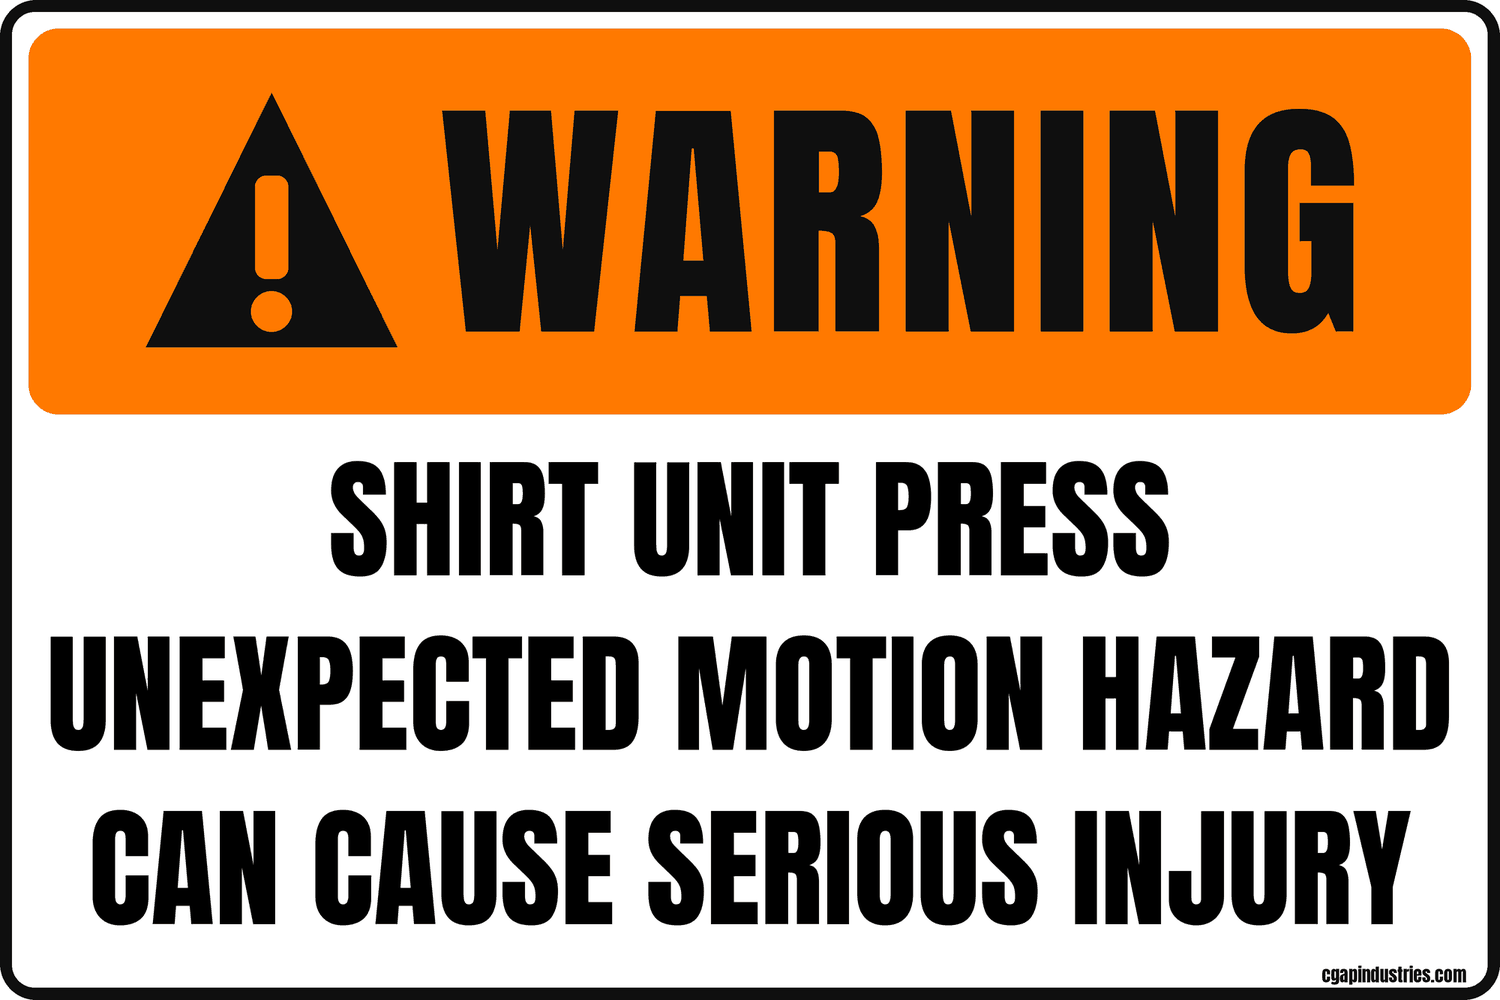 WARNING
SHIRT UNIT PRESS
UNEXPECTED MOTION HAZARD
CAN CAUSE SERIOUS INJURY
cgapindustries.com